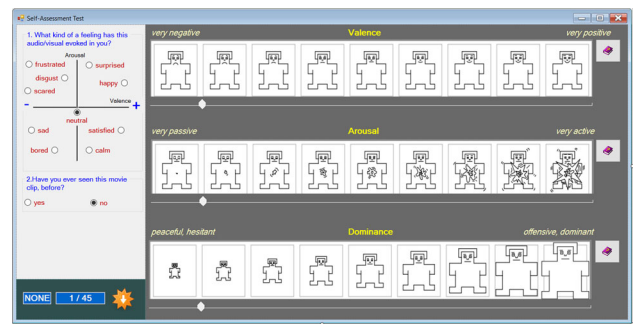 Self-Assessment Test
1. What kind of a feeling has this
audio/visual evoked in you?
Arousal
frustrated
surprised
disgust
happy
scared
Valence
- +
neutral
sad
satisfied
bored
calm
2.Have you ever seen this movie
clip, before?
yes
no
NONE
1 / 45
very negative
Valence
very positive
very passive
Arousal
very active
peaceful, hesitant
Dominance
offensive, dominant